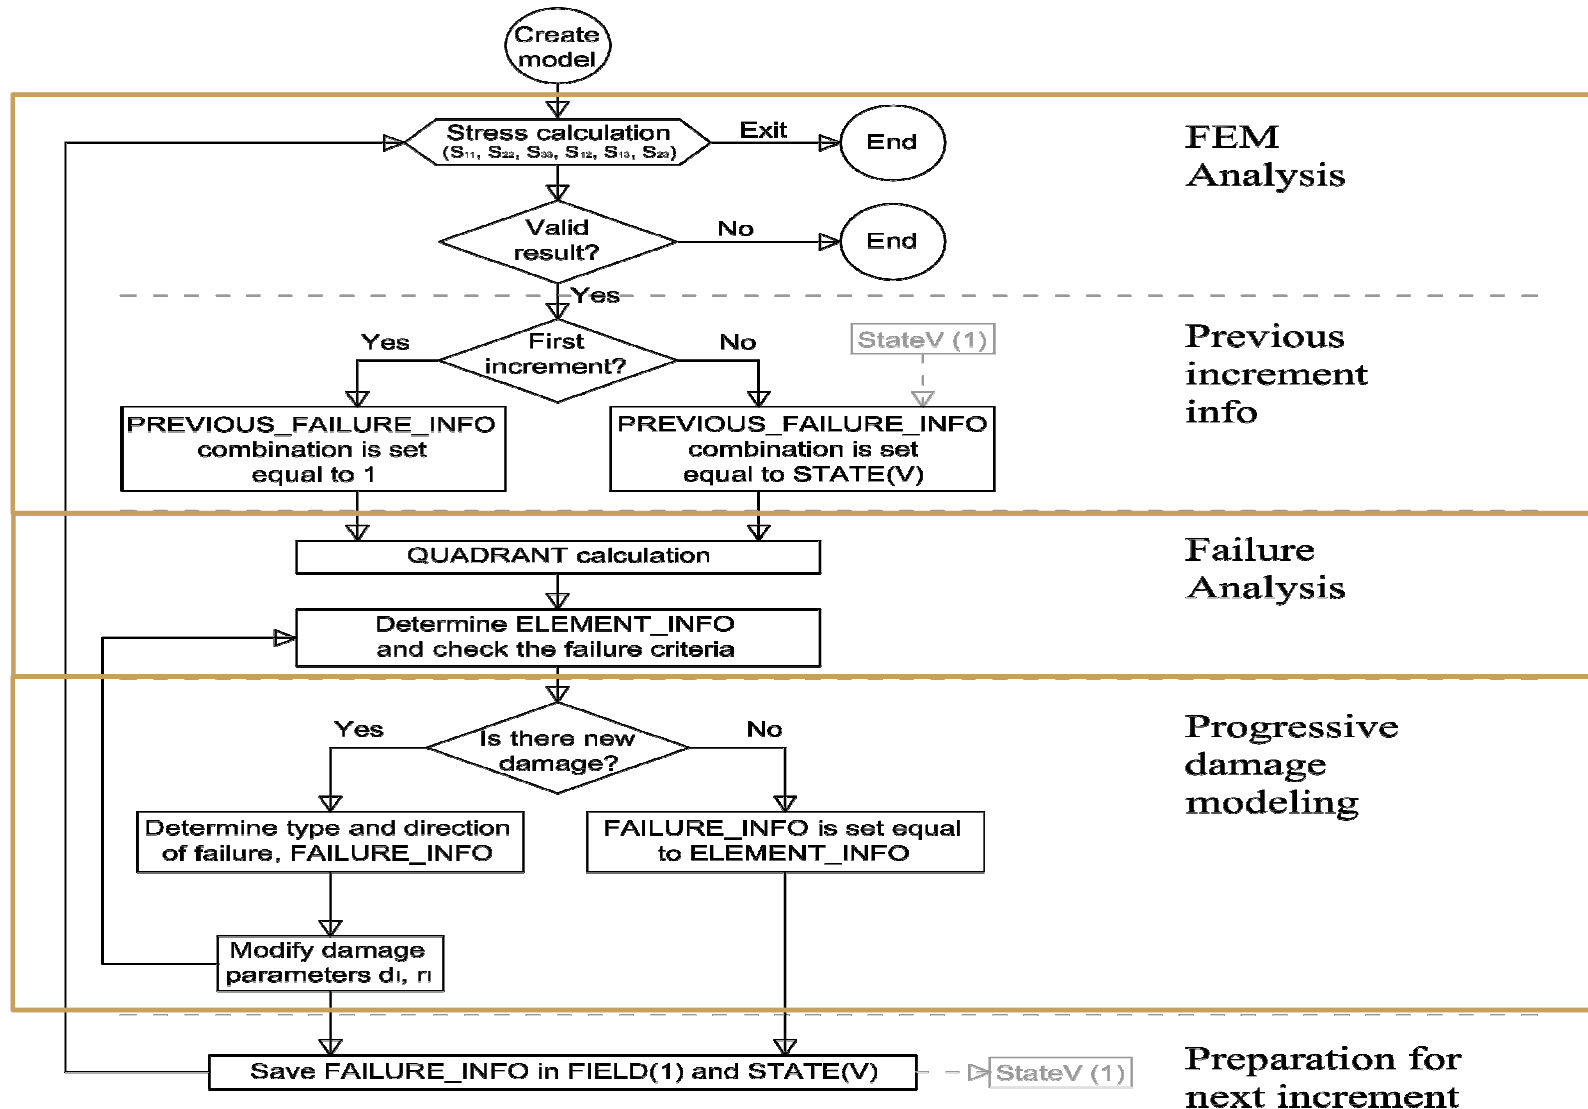 Create
model
Stress calculation
(S11, S22, S33, S12, S13, S23)
Exit
End
FEM
Analysis
Valid
result?
No
End
Yes
First
increment?
Yes
No
StateV (1)
Previous
increment
info
PREVIOUS_FAILURE_INFO
combination is set
equal to 1
PREVIOUS_FAILURE_INFO
combination is set
equal to STATE(V)
QUADRANT calculation
Failure
Analysis
Determine ELEMENT_INFO
and check the failure criteria
Is there new
damage?
Yes
No
Progressive
damage
modeling
Determine type and direction
of failure, FAILURE_INFO
FAILURE_INFO is set equal
to ELEMENT_INFO
Modify damage
parameters dI, rI
Save FAILURE_INFO in FIELD(1) and STATE(V)
StateV (1)
Preparation for
next increment